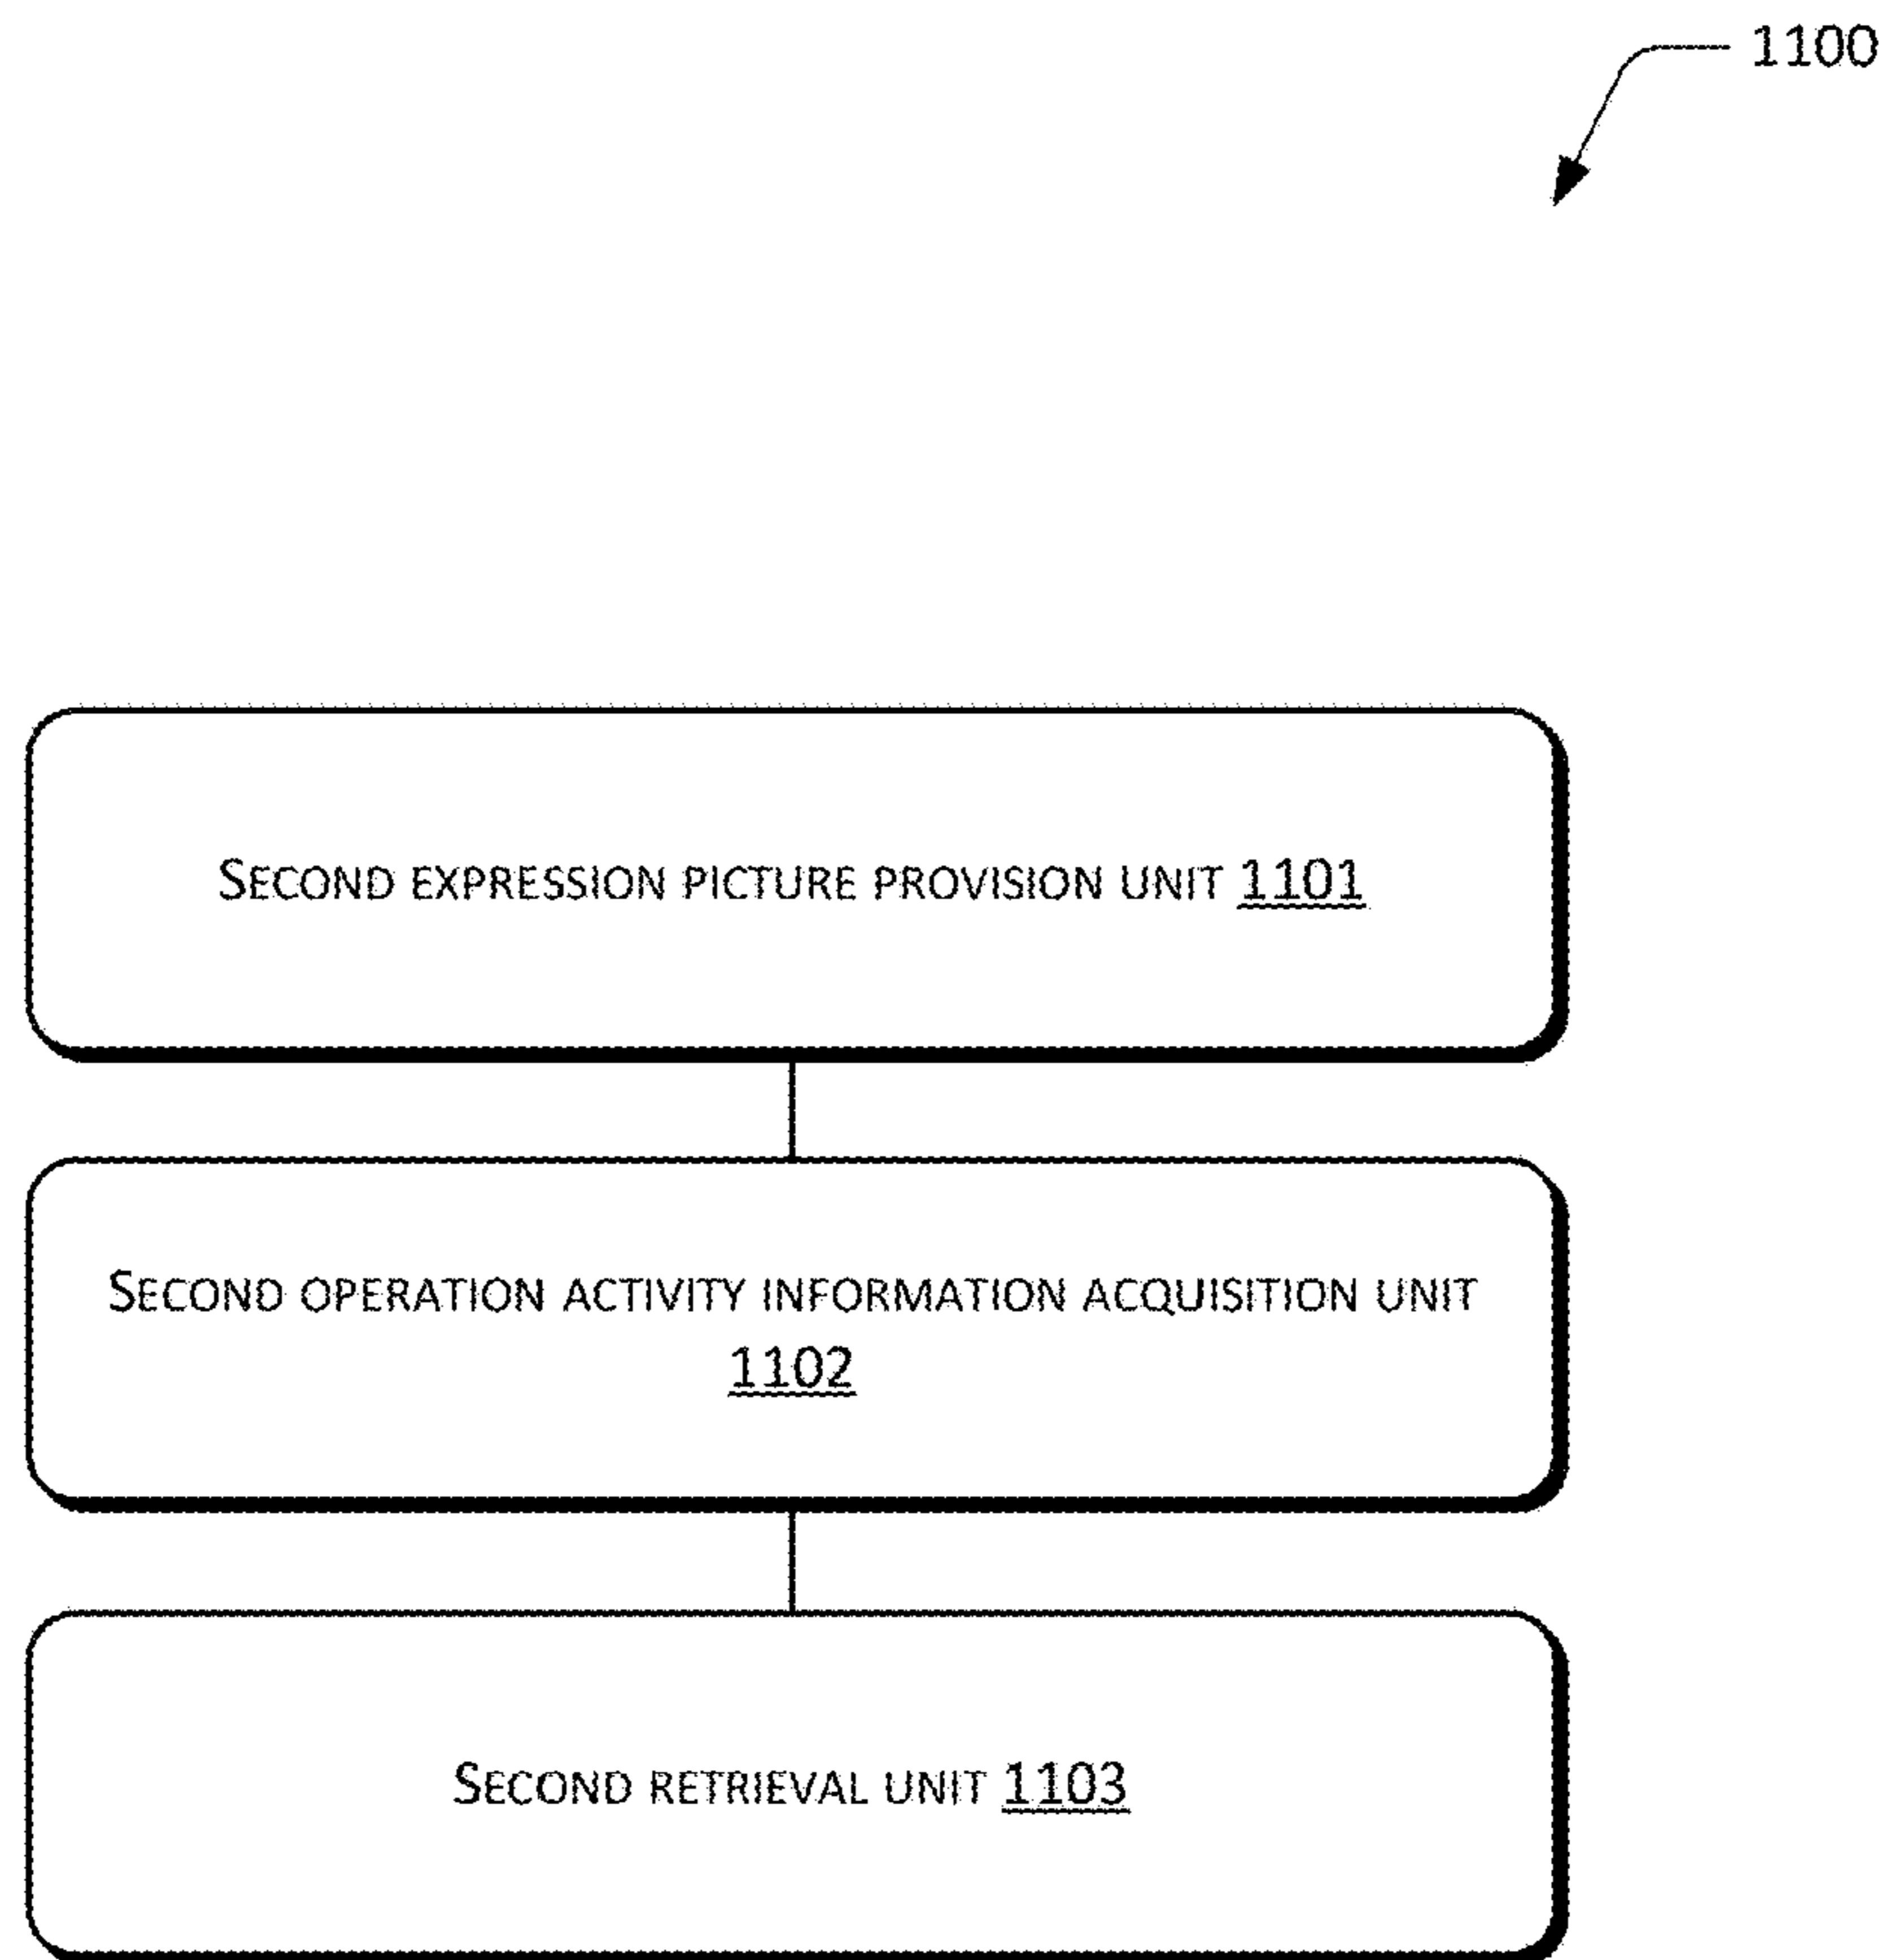 1100
SECOND EXPRESSION PICTURE PROVISION UNIT 1101
SECOND OPERATION ACTIVITY INFORMATION ACQUISITION UNIT
1102
SECOND RETRIEVAL UNIT 1103